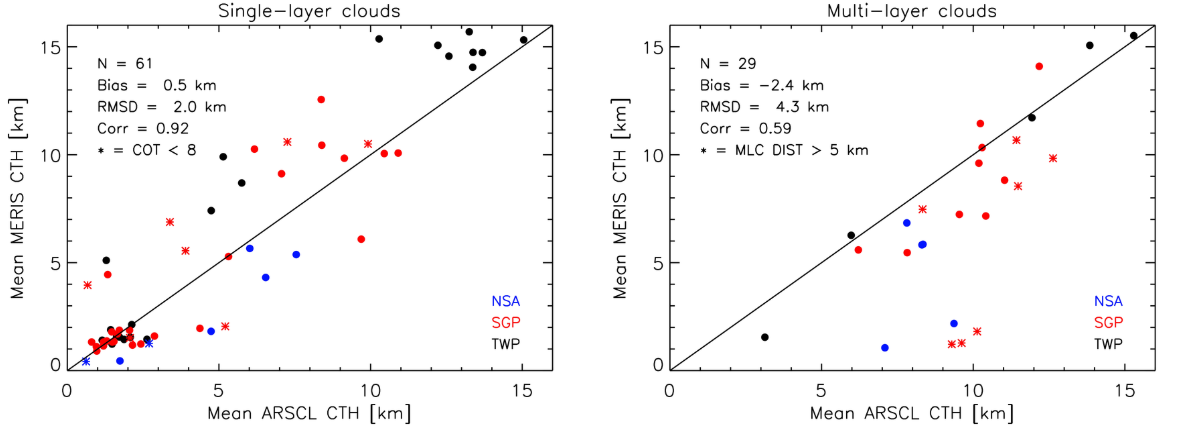 Single-layer clouds
N = 61
Bias = 0.5 km
RMSD = 2.0 km
Corr = 0.92
* = COT < 8
NSA
SGP
TWP
15
10
5
0
0 5 10 15
Mean MERIS CTH [km]
Mean ARSCL CTH [km]
Multi-layer clouds
N = 29
Bias = -2.4 km
RMSD = 4.3 km
Corr = 0.59
* = MLC DIST > 5 km
NSA
SGP
TWP
15
10
5
0
0 5 10 15
Mean MERIS CTH [km]
Mean ARSCL CTH [km]